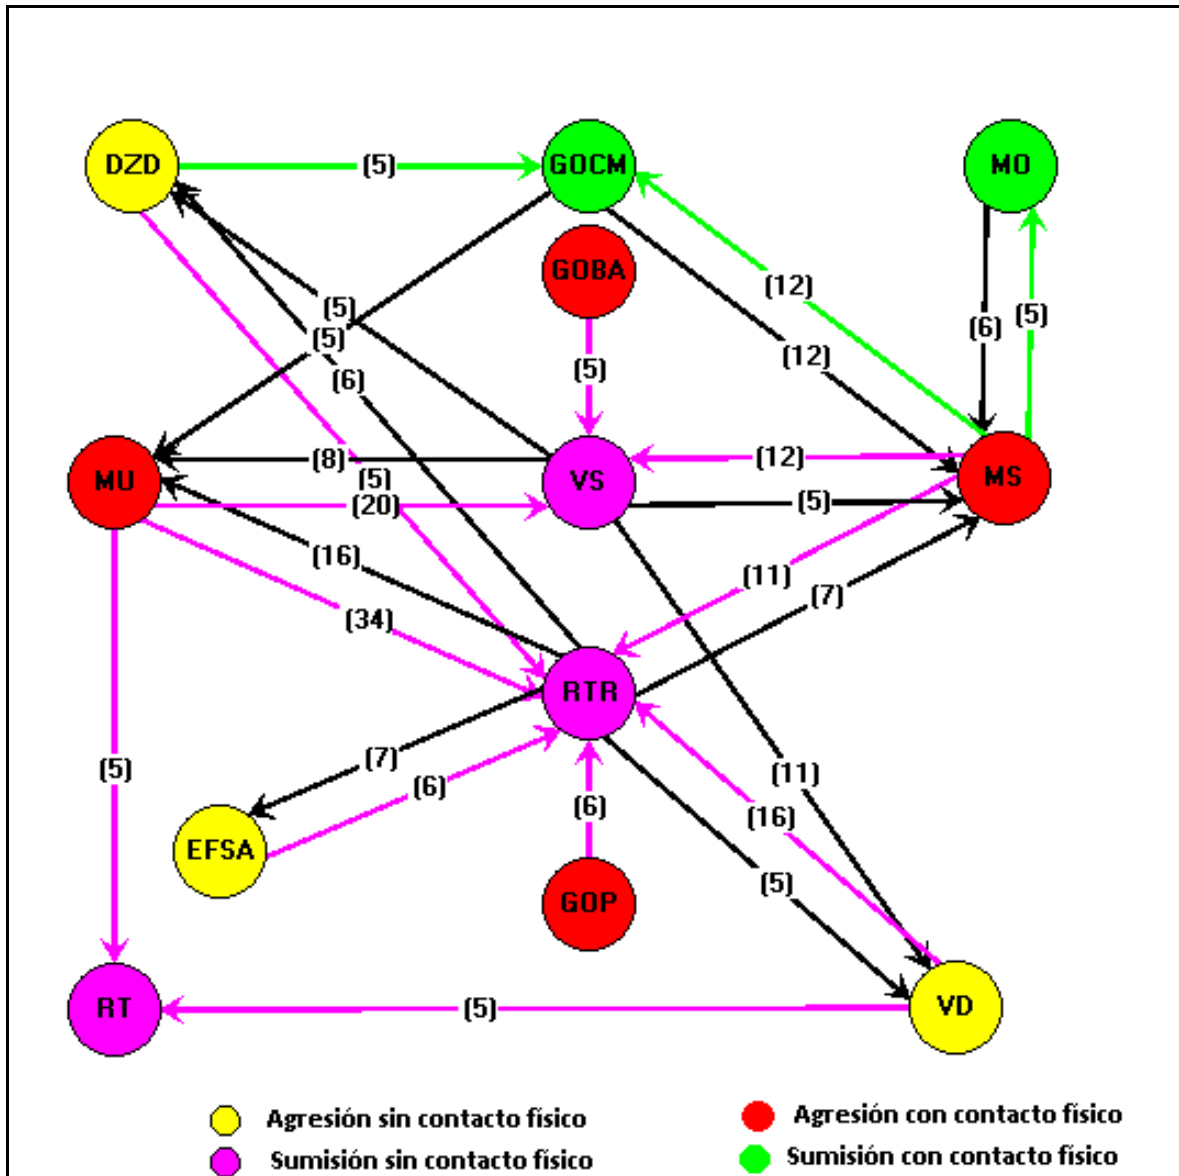 DZD
(5)
GOCM
MO
GOBA
(12)
(5)
(5)
(6)
(5)
(12)
(5)
(6)
MU
(8)
VS
(12)
MS
(5)
(20)
(5)
(16)
(11)
(7)
(34)
RTR
(5)
(7)
(6)
(11)
(16)
(6)
EFSA
(5)
GOP
RT
(5)
VD
Agresión sin contacto físico
Agresión con contacto físico
Sumisión sin contacto físico
Sumisión con contacto físico